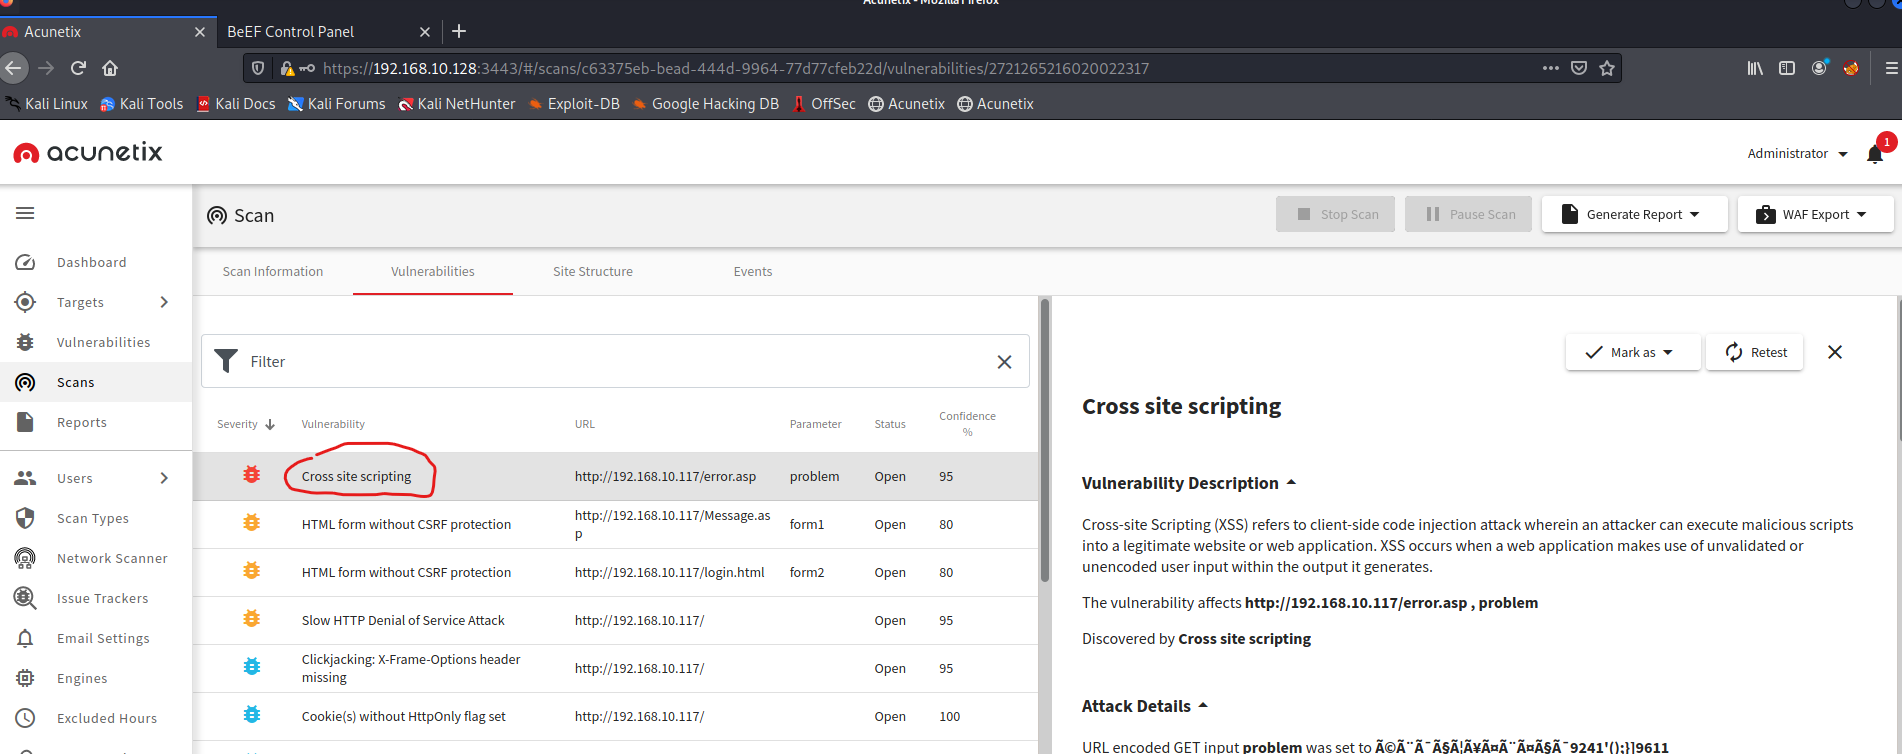 Acunetix - Mozilla Firefox
Acunetix
BeEF Control Panel
https://192.168.10.128:3443/#/scans/c63375eb-bead-444d-9964-77d77cfeb22d/vulnerabilities/2721265216020022317
Kali Linux Kali Tools Kali Docs Kali Forums Kali NetHunter Exploit-DB Google Hacking DB OffSec Acunetix Acunetix
acunetix
Administrator
1
Scan
Stop Scan
Pause Scan
Generate Report
WAF Export
Dashboard
Targets
Vulnerabilities
Scans
Reports
Users
Scan Types
Network Scanner
Issue Trackers
Email Settings
Engines
Excluded Hours
Scan Information Vulnerabilities Site Structure Events
Filter
Severity Vulnerability URL Parameter Status Confidence %
Cross site scripting http://192.168.10.117/error.asp problem Open 95
HTML form without CSRF protection http://192.168.10.117/Message.asp form1 Open 80
HTML form without CSRF protection http://192.168.10.117/login.html form2 Open 80
Slow HTTP Denial of Service Attack http://192.168.10.117/ Open 95
Clickjacking: X-Frame-Options header missing http://192.168.10.117/ Open 95
Cookie(s) without HttpOnly flag set http://192.168.10.117/ Open 100
Mark as
Retest
Cross site scripting
Vulnerability Description
Cross-site Scripting (XSS) refers to client-side code injection attack wherein an attacker can execute malicious scripts
into a legitimate website or web application. XSS occurs when a web application makes use of unvalidated or
unencoded user input within the output it generates.
The vulnerability affects http://192.168.10.117/error.asp , problem
Discovered by Cross site scripting
Attack Details
URL encoded GET input problem was set to 9241'();}]9611